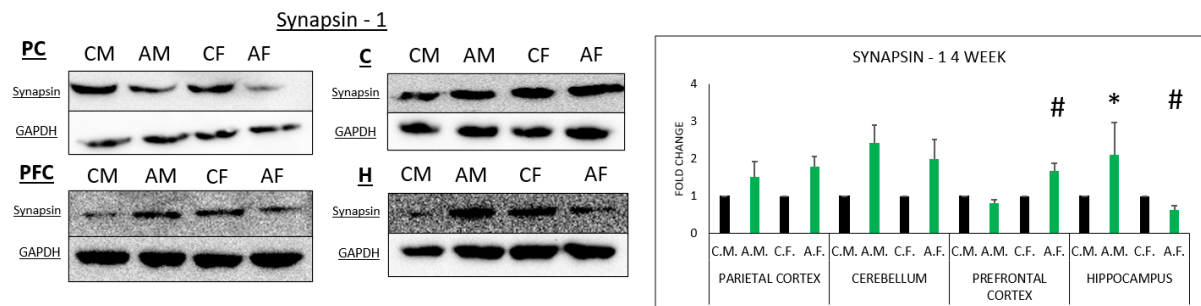 Synapsin - 1
PC
CM AM CF AF
Synapsin
GAPDH
C
CM AM CF AF
Synapsin
GAPDH
PFC
CM AM CF AF
Synapsin
GAPDH
H
CM AM CF AF
Synapsin
GAPDH
SYNAPSIN - 1 4 WEEK
FOLD CHANGE
4
3
2
1
0
# * #
C.M. A.M. C.F. A.F. C.M. A.M. C.F. A.F. C.M. A.M. C.F. A.F. C.M. A.M. C.F. A.F.
PARIETAL CORTEX CEREBELLUM PREFRONTAL HIPPOCAMPUS
CORTEX